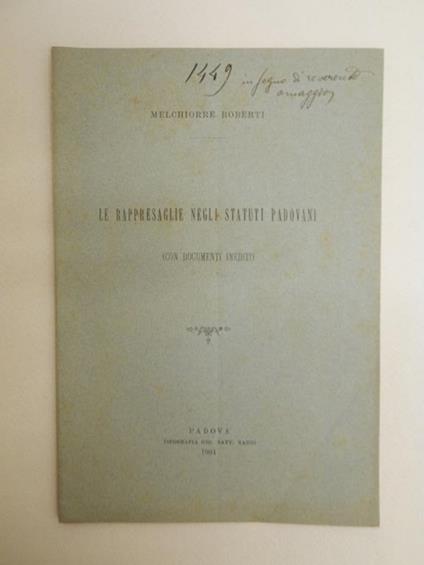 1449 in segno di reverente
omaggio
MELCHIORRE ROBERTI
LE RAPPRESAGLIE NEGLI STATUTI PADOVANI
(CON DOCUMENTI INEDITI)
PADOVA
TIPOGRAFIA GIO. BATT. RANDI
1901